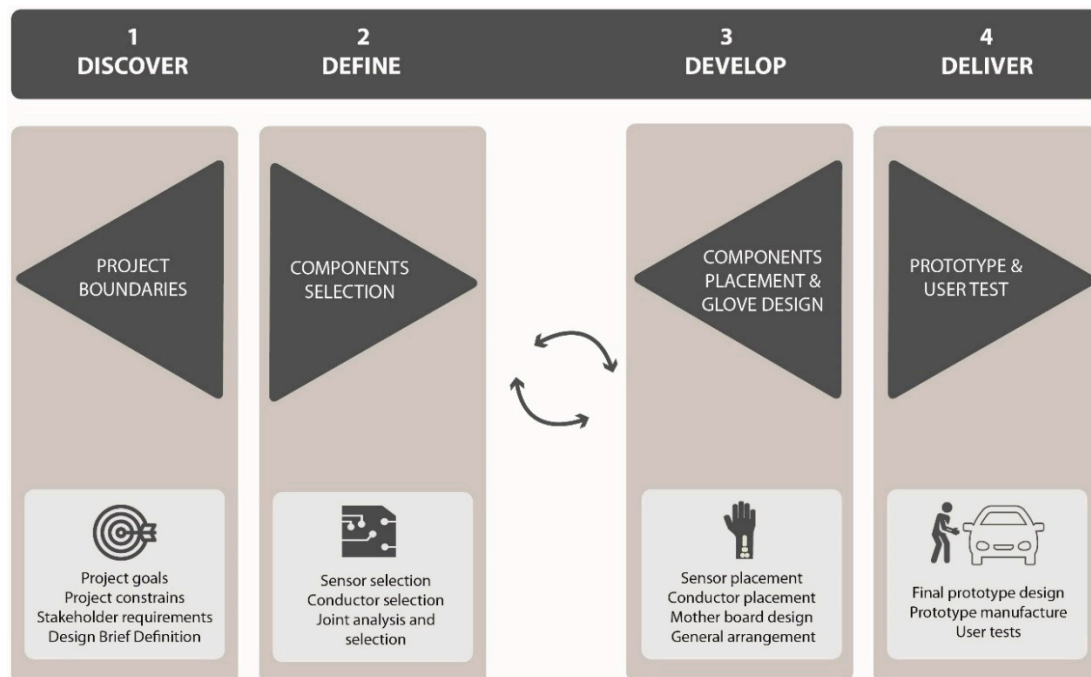 1
DISCOVER
2
DEFINE
3
DEVELOP
4
DELIVER
PROJECT
BOUNDARIES
COMPONENTS
SELECTION
COMPONENTS
PLACEMENT &
GLOVE DESIGN
PROTOTYPE &
USER TEST
Project goals
Project constrains
Stakeholder requirements
Design Brief Definition
Sensor selection
Conductor selection
Joint analysis and
selection
Sensor placement
Conductor placement
Mother board design
General arrangement
Final prototype design
Prototype manufacture
User tests